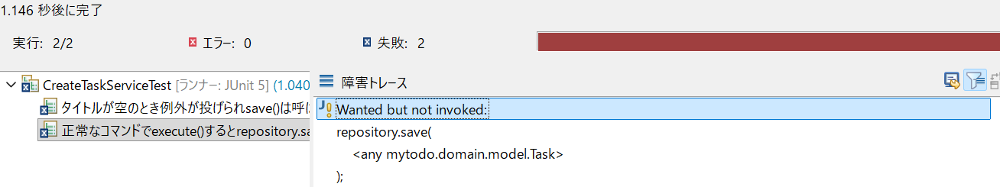 1.146 秒後に完了
実行: 2/2 エラー: 0 失敗: 2
CreateTaskServiceTest [ランナー: JUnit 5] (1.040
タイトルが空のとき例外が投げられsave()は呼
正常なコマンドでexecute()するとrepository.sa
障害トレース
Wanted but not invoked:
repository.save(
<any mytodo.domain.model.Task>
);